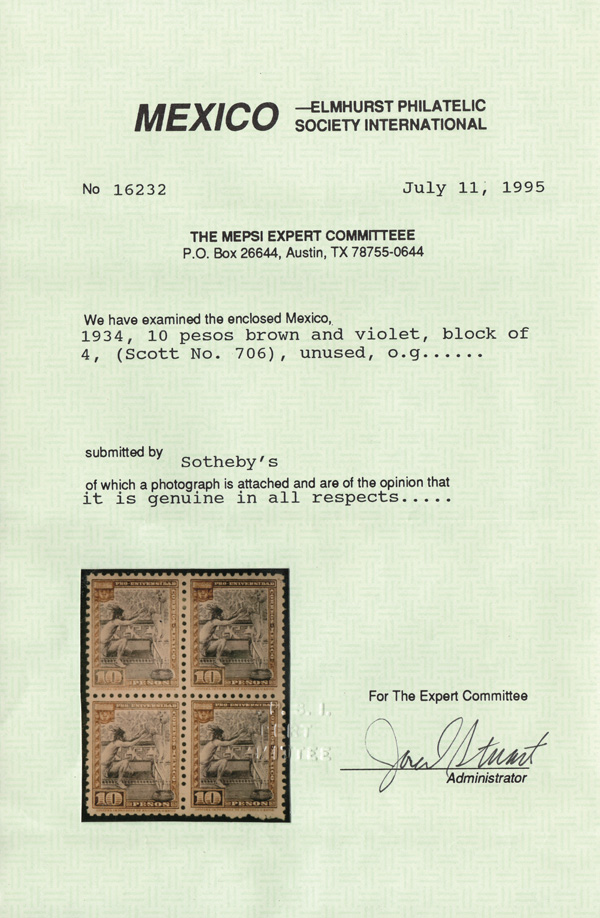 MEXICO —ELMHURST PHILATELIC
SOCIETY INTERNATIONAL
No 16232 July 11, 1995
THE MEPSI EXPERT COMMITTEEE
P.O. Box 26644, Austin, TX 78755-0644
We have examined the enclosed Mexico,
1934, 10 pesos brown and violet, block of
4, (Scott No. 706), unused, o.g......
submitted by Sotheby's
of which a photograph is attached and are of the opinion that
it is genuine in all respects.....
PRO-UNIVERSIDAD PRO-UNIVERSIDAD
10 PESOS 10 PESOS
10 PESOS 10 PESOS
For The Expert Committee
Stuart
Administrator